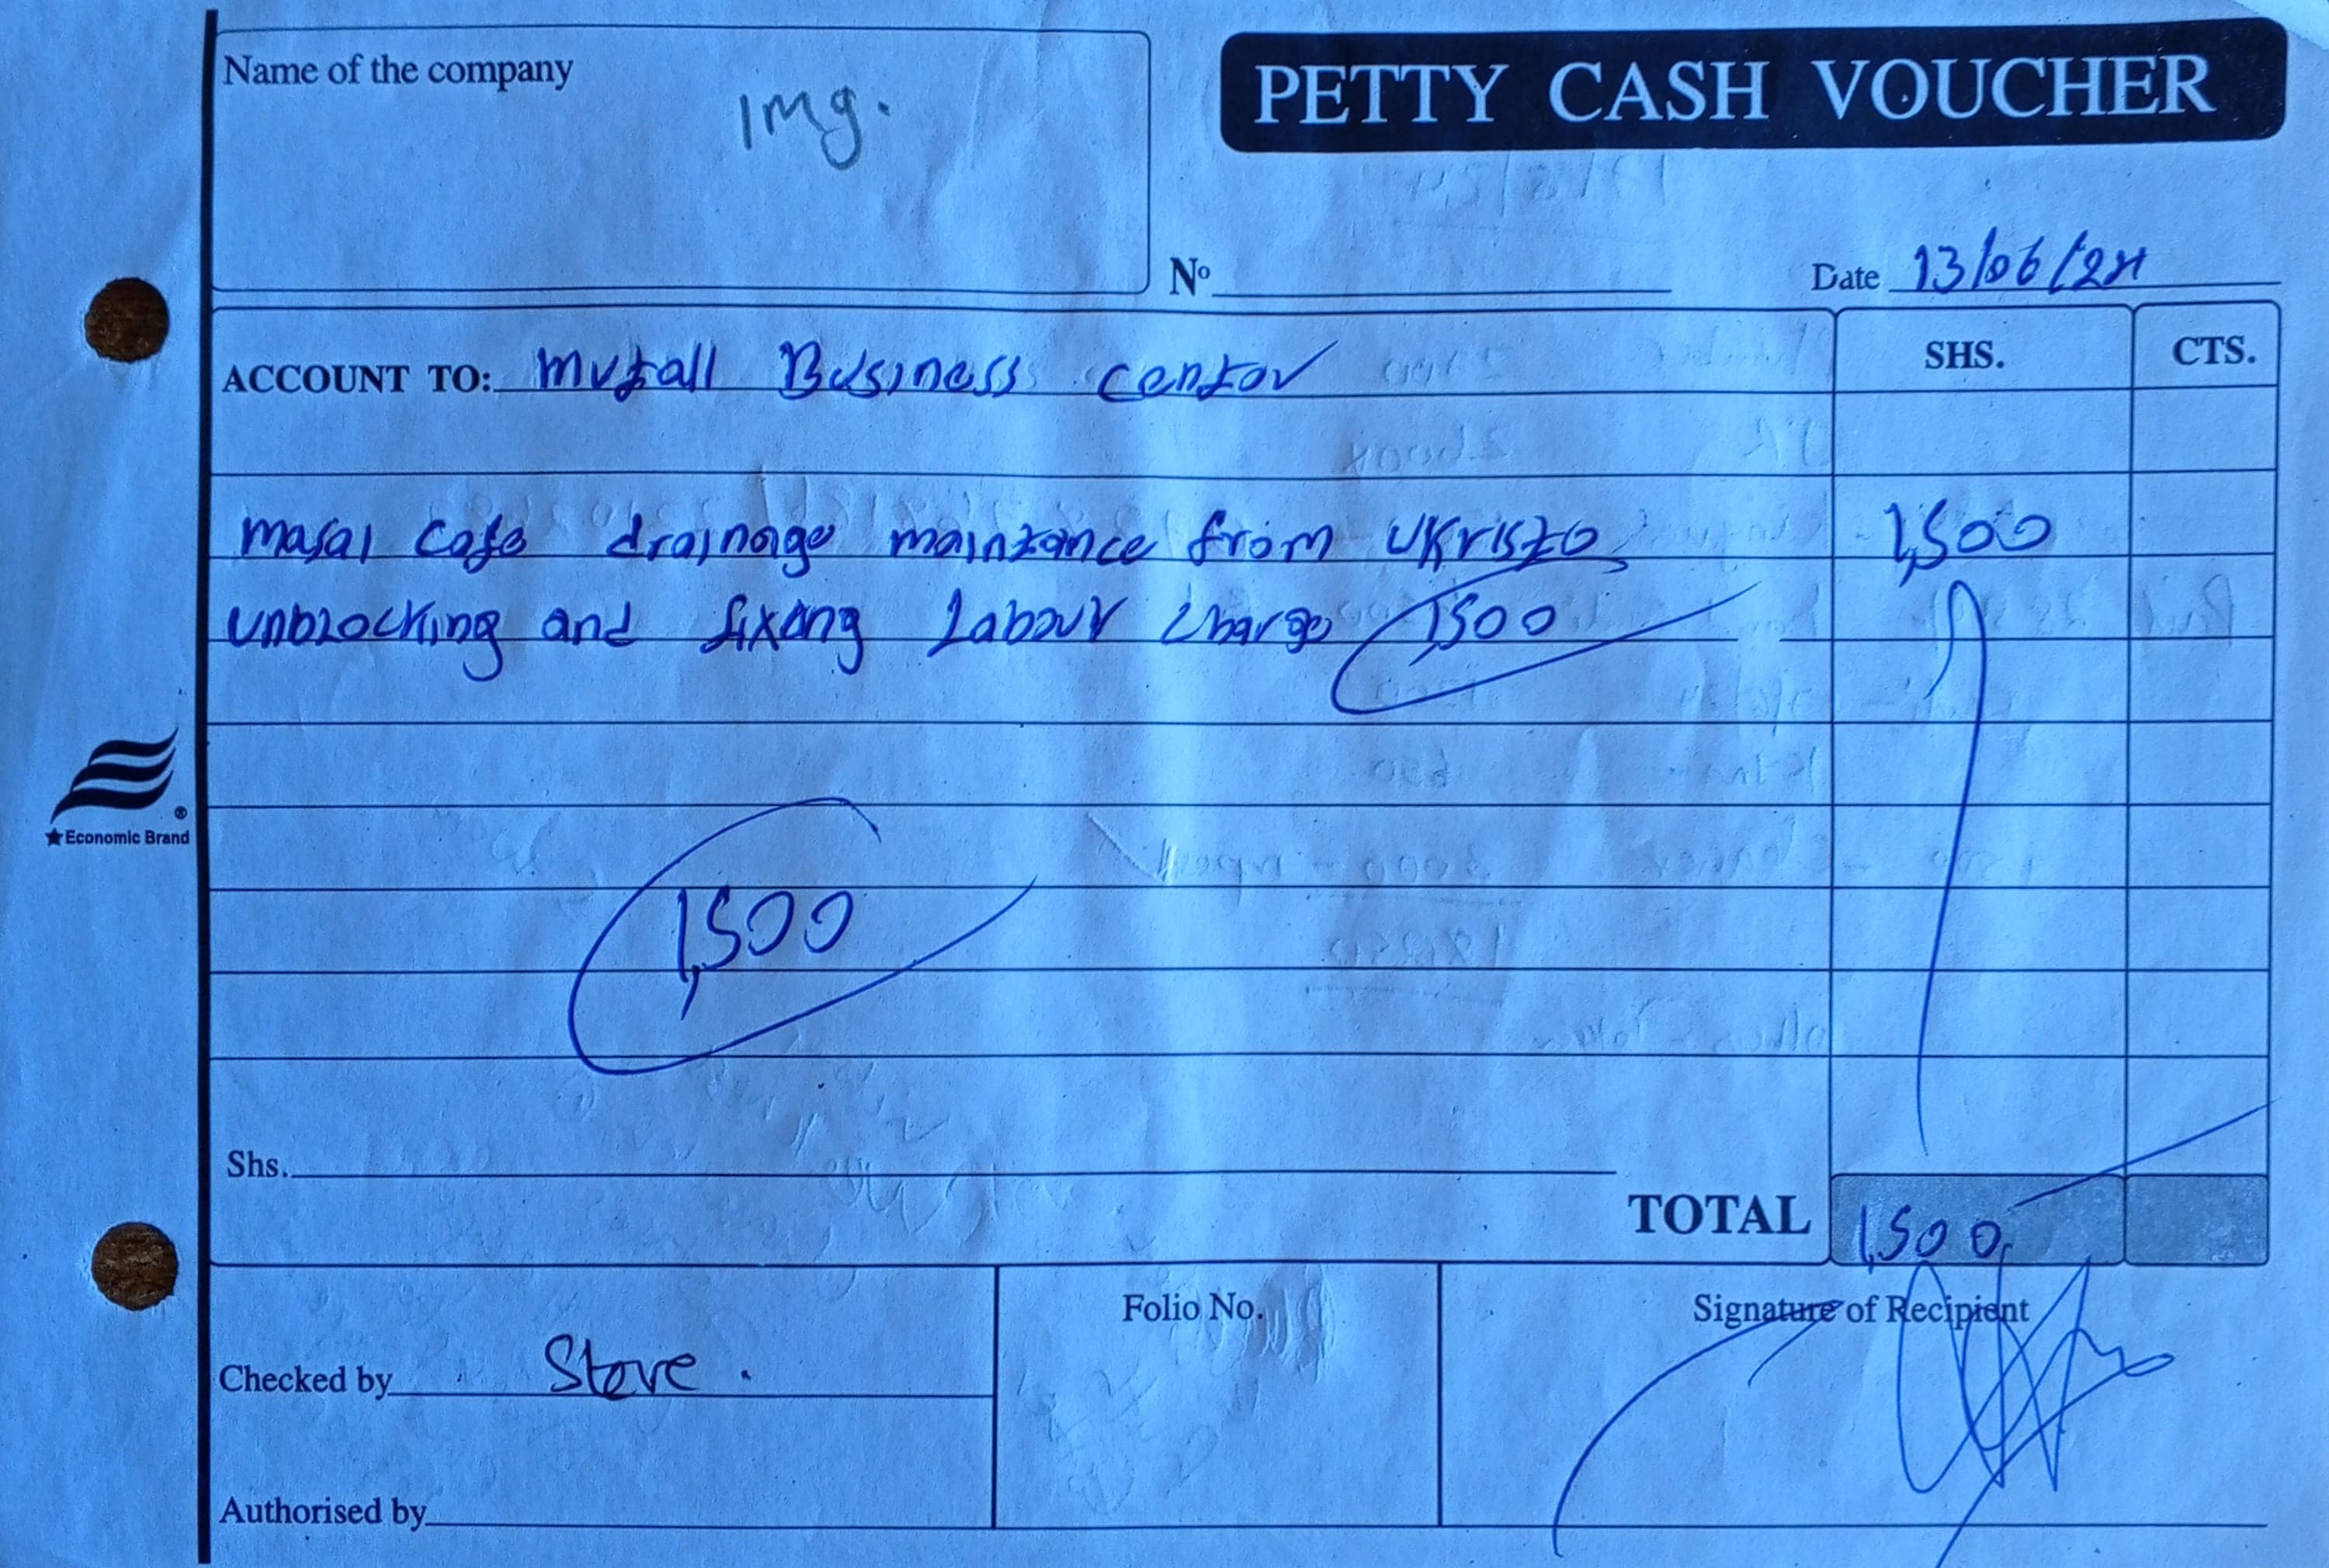 Name of the company
Img.
PETTY CASH VOUCHER
Nº
Date 13/06/24
ACCOUNT TO: Mutall Business centor
SHS.
CTS.
masai cafe drainage maintance from UKristo 1,500
unblocking and fixing Labour charge 1,500
1,500
® 
★Economic Brand
Shs.
TOTAL 1,500
Checked by Steve.
Folio No.
Signature of Recipient
Authorised by